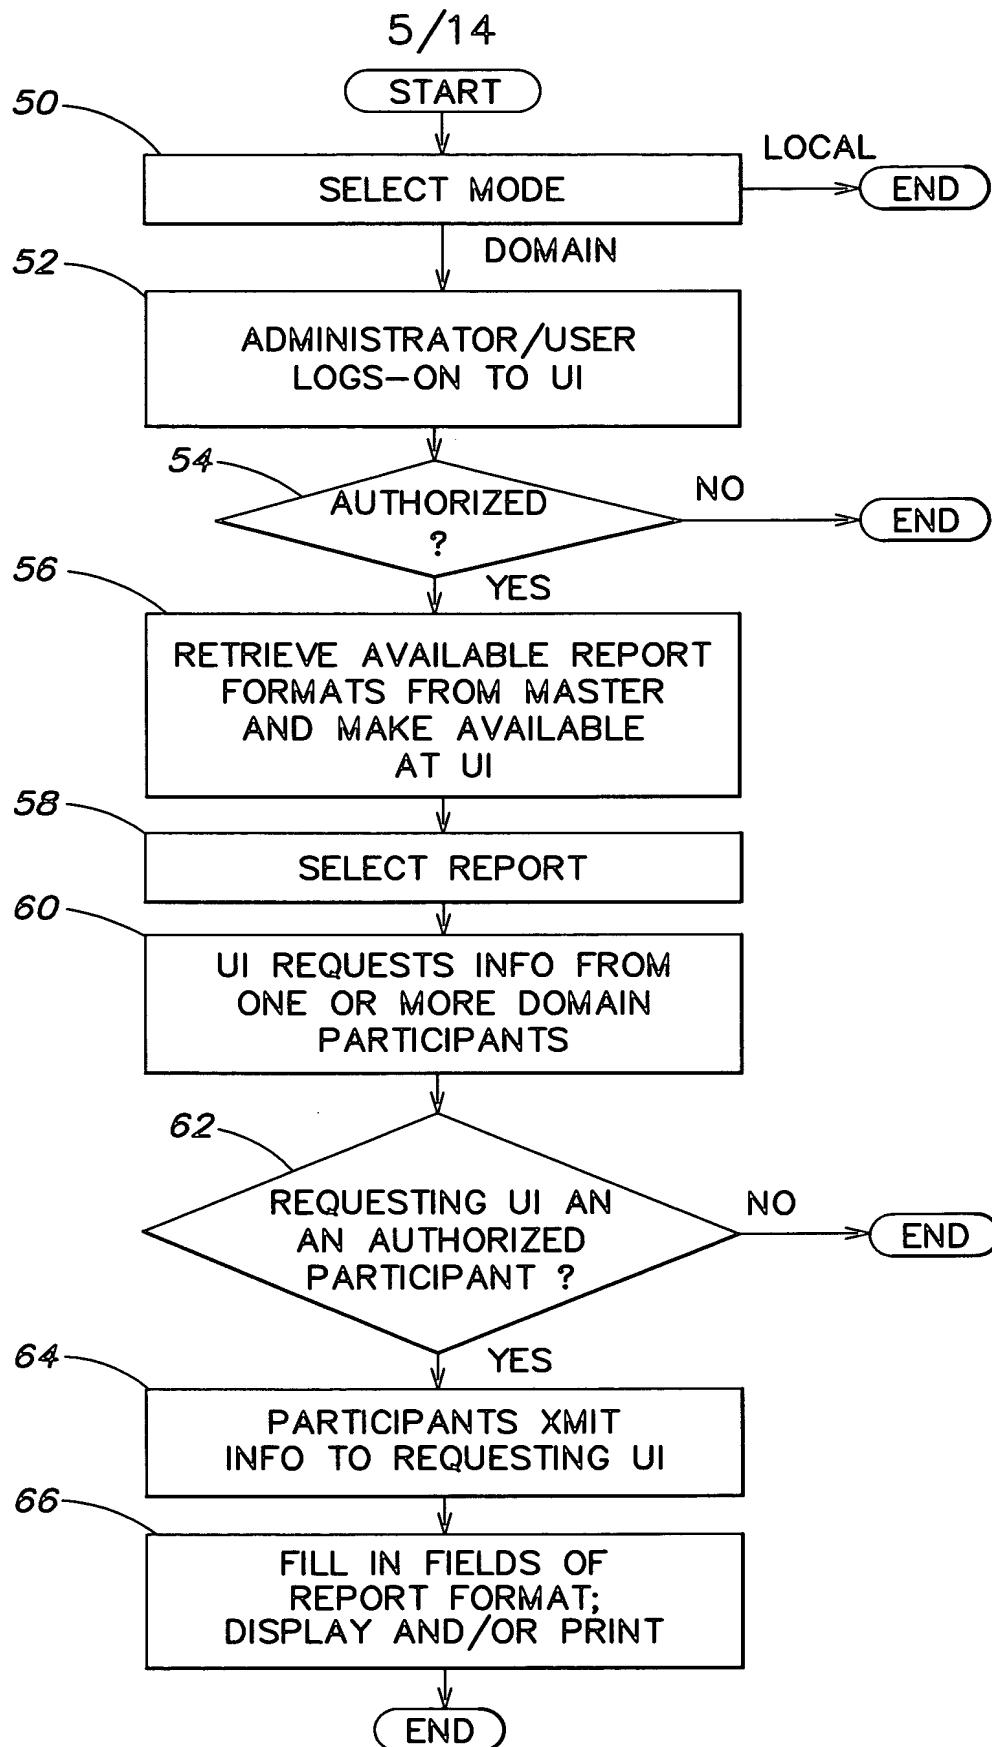 5/14
START
50
LOCAL
SELECT MODE
END
DOMAIN
52
ADMINISTRATOR/USER
LOGS-ON TO UI
54
AUTHORIZED
?
NO
END
YES
56
RETRIEVE AVAILABLE REPORT
FORMATS FROM MASTER
AND MAKE AVAILABLE
AT UI
58
SELECT REPORT
60
UI REQUESTS INFO FROM
ONE OR MORE DOMAIN
PARTICIPANTS
62
REQUESTING UI AN
AN AUTHORIZED
PARTICIPANT ?
NO
END
YES
64
PARTICIPANTS XMIT
INFO TO REQUESTING UI
66
FILL IN FIELDS OF
REPORT FORMAT;
DISPLAY AND/OR PRINT
END